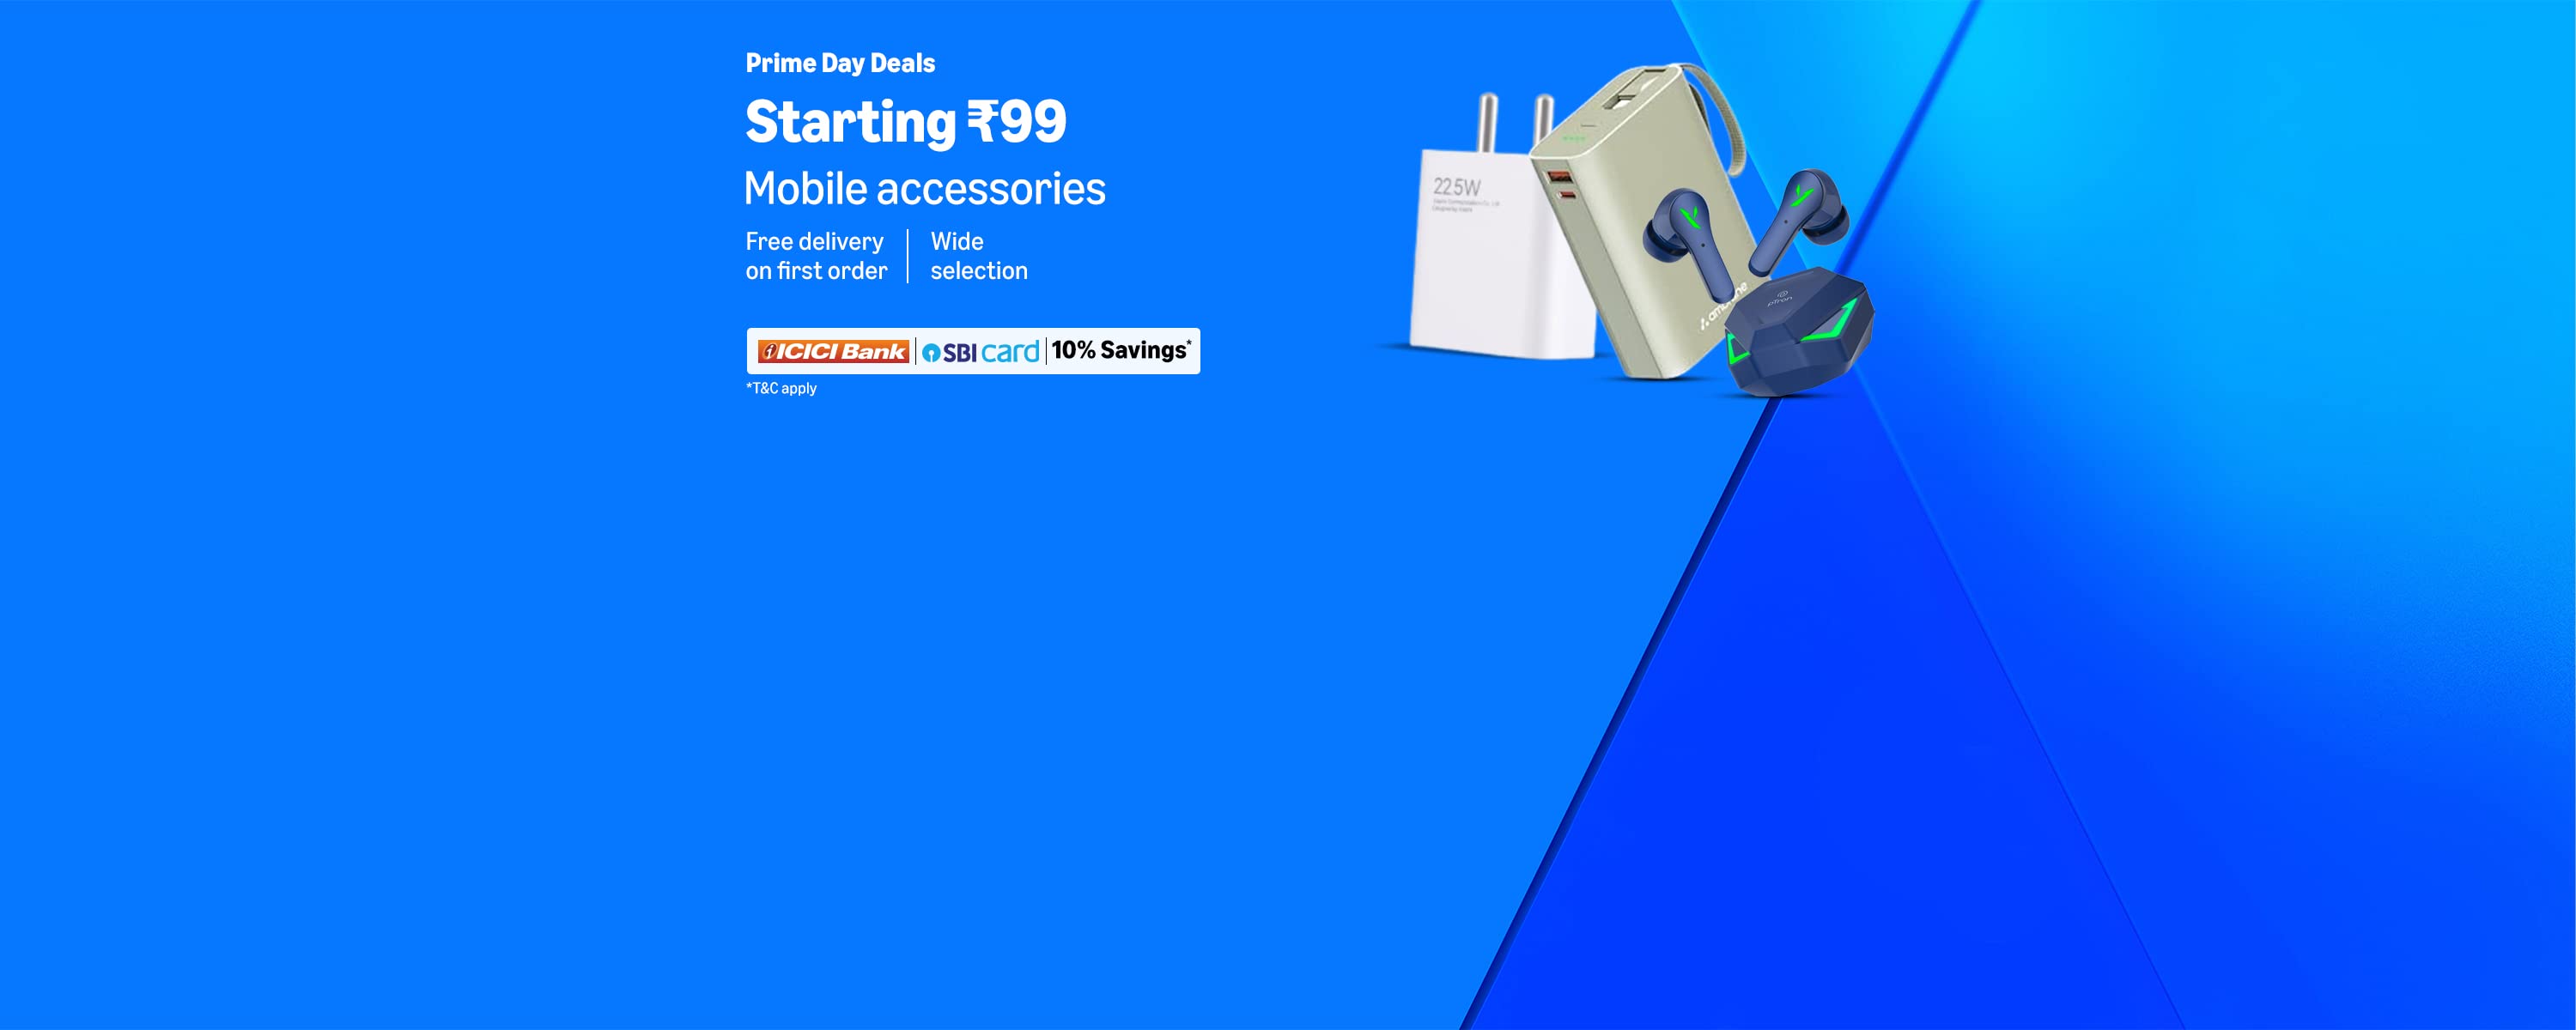 Prime Day Deals
Starting ₹99
Mobile accessories
Free delivery
on first order
Wide
selection
ICICI Bank SBI card 10% Savings*
*T&C apply
22.5W
pTron